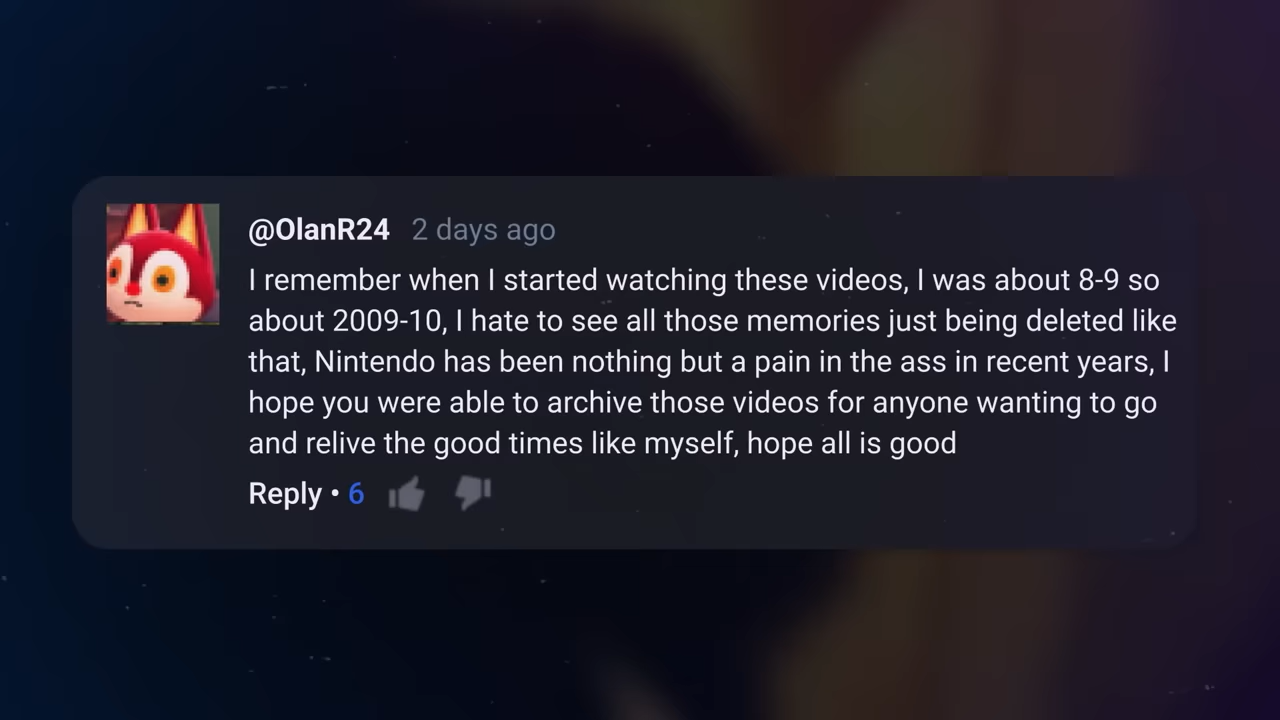 @OlanR24 2 days ago
I remember when I started watching these videos, I was about 8-9 so
about 2009-10, I hate to see all those memories just being deleted like
that, Nintendo has been nothing but a pain in the ass in recent years, I
hope you were able to archive those videos for anyone wanting to go
and relive the good times like myself, hope all is good
Reply • 6